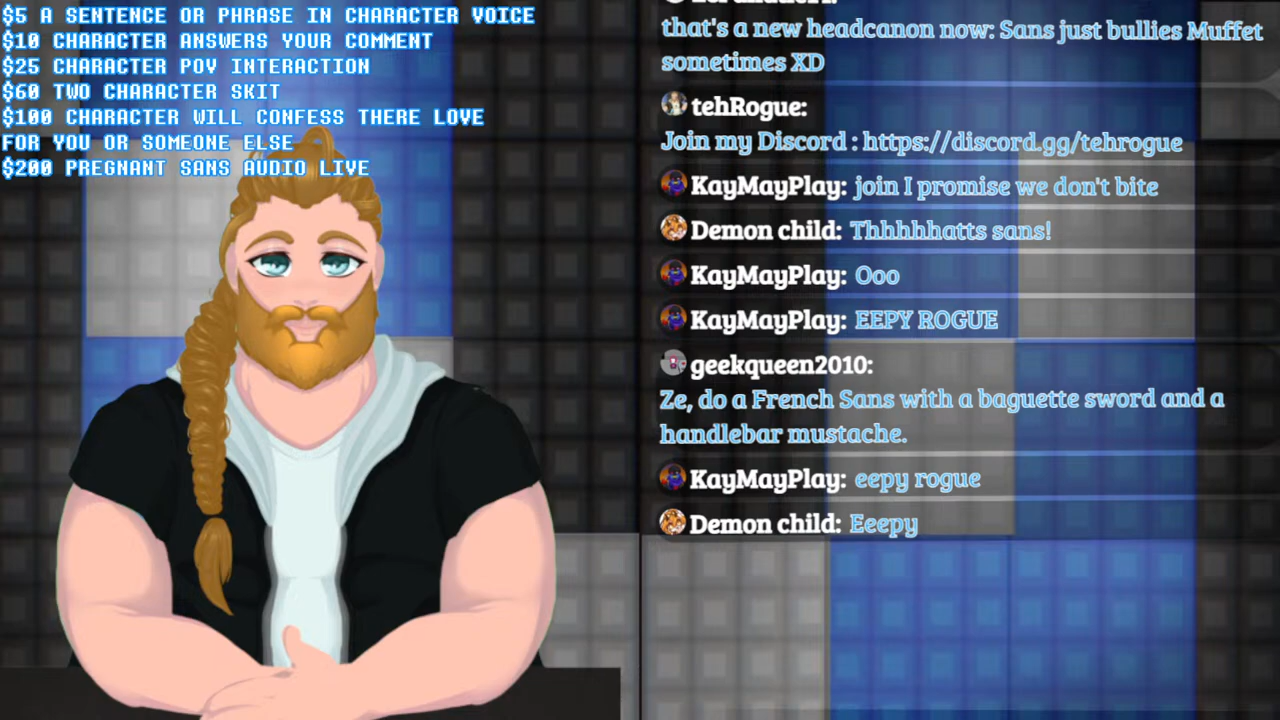 $5 A SENTENCE OR PHRASE IN CHARACTER VOICE
$10 CHARACTER ANSWERS YOUR COMMENT
$25 CHARACTER POV INTERACTION
$60 TWO CHARACTER SKIT
$100 CHARACTER WILL CONFESS THERE LOVE
FOR YOU OR SOMEONE ELSE
$200 PREGNANT SANS AUDIO LIVE
that's a new headcanon now: Sans just bullies Muffet
sometimes XD
tehRogue:
Join my Discord : https://discord.gg/tehrogue
KayMayPlay: join I promise we don't bite
Demon child: Thhhhhatts sans!
KayMayPlay: Ooo
KayMayPlay: EEPY ROGUE
geekqueen2010:
Ze, do a French Sans with a baguette sword and a
handlebar mustache.
KayMayPlay: eepy rogue
Demon child: Eeepy